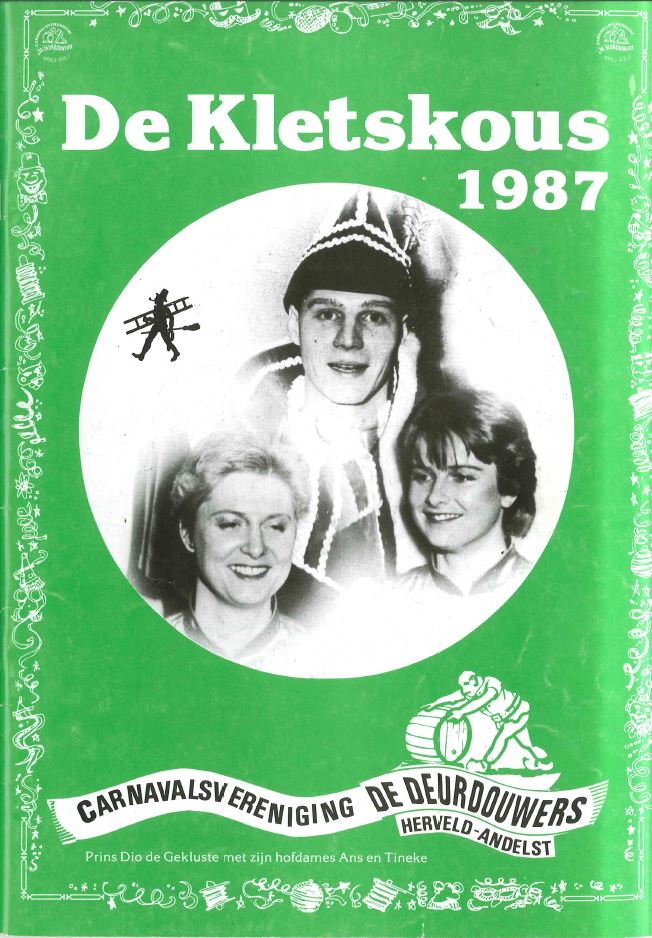 De Kletskous
1987
CARNAVALSVERENIGING DE DEURDOUWERS
HERVELD-ANDELST
Prins Dio de Gekluste met zijn hofdames Ans en Tineke